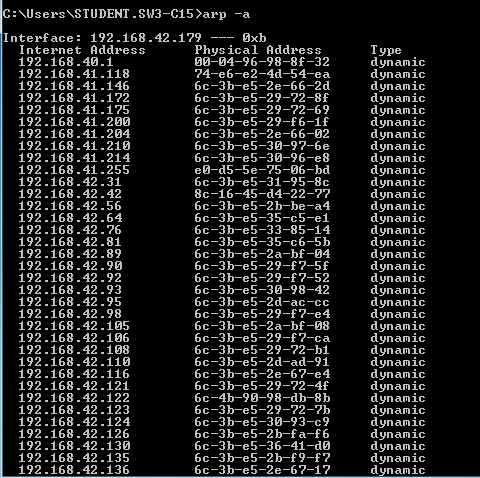 C:\Users\STUDENT.SW3-C15>arp -a
Interface: 192.168.42.179 --- 0xb
Internet Address Physical Address Type
192.168.40.1 00-04-96-98-8f-32 dynamic
192.168.41.118 74-e6-e2-4d-54-ea dynamic
192.168.41.146 6c-3b-e5-2e-66-2d dynamic
192.168.41.172 6c-3b-e5-29-72-8f dynamic
192.168.41.175 6c-3b-e5-29-72-69 dynamic
192.168.41.200 6c-3b-e5-29-f6-1f dynamic
192.168.41.204 6c-3b-e5-2e-66-02 dynamic
192.168.41.210 6c-3b-e5-30-97-6e dynamic
192.168.41.214 6c-3b-e5-30-96-e8 dynamic
192.168.41.255 e0-d5-5e-75-06-bd dynamic
192.168.42.31 6c-3b-e5-31-95-8c dynamic
192.168.42.42 8c-16-45-d4-22-77 dynamic
192.168.42.56 6c-3b-e5-2b-be-a4 dynamic
192.168.42.64 6c-3b-e5-35-c5-e1 dynamic
192.168.42.76 6c-3b-e5-33-85-14 dynamic
192.168.42.81 6c-3b-e5-35-c6-5b dynamic
192.168.42.89 6c-3b-e5-2a-bf-04 dynamic
192.168.42.90 6c-3b-e5-29-f7-5f dynamic
192.168.42.92 6c-3b-e5-29-f7-52 dynamic
192.168.42.93 6c-3b-e5-30-98-42 dynamic
192.168.42.95 6c-3b-e5-2d-ac-cc dynamic
192.168.42.98 6c-3b-e5-29-f7-e4 dynamic
192.168.42.105 6c-3b-e5-2a-bf-08 dynamic
192.168.42.106 6c-3b-e5-29-f7-ca dynamic
192.168.42.108 6c-3b-e5-29-72-b1 dynamic
192.168.42.110 6c-3b-e5-2d-ad-91 dynamic
192.168.42.116 6c-3b-e5-2e-67-e4 dynamic
192.168.42.121 6c-3b-e5-29-72-4f dynamic
192.168.42.122 6c-4b-90-98-db-8b dynamic
192.168.42.123 6c-3b-e5-29-72-7b dynamic
192.168.42.124 6c-3b-e5-30-93-c9 dynamic
192.168.42.126 6c-3b-e5-2b-fa-f6 dynamic
192.168.42.130 6c-3b-e5-36-41-d0 dynamic
192.168.42.135 6c-3b-e5-2b-f9-f7 dynamic
192.168.42.136 6c-3b-e5-2e-67-17 dynamic